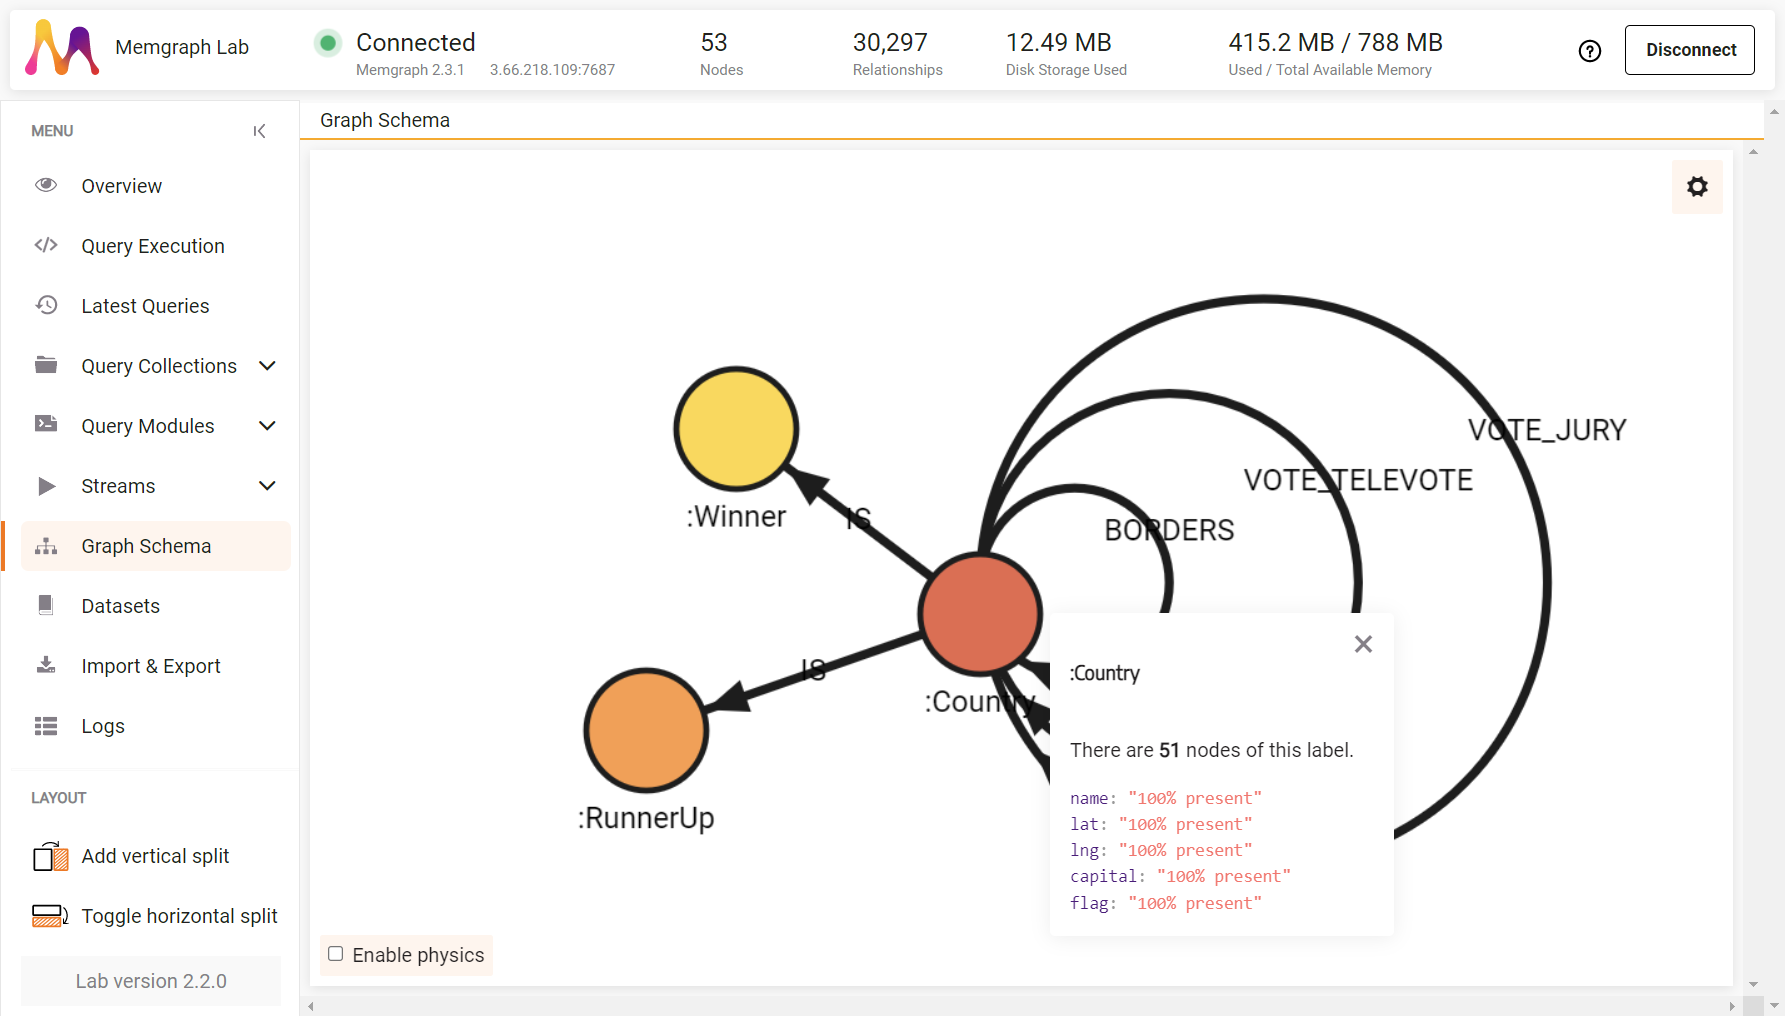 Memgraph Lab
Connected
Memgraph 2.3.1 3.66.218.109:7687
53
Nodes
30,297
Relationships
12.49 MB
Disk Storage Used
415.2 MB / 788 MB
Used / Total Available Memory
Disconnect
MENU
Overview
Query Execution
Latest Queries
Query Collections
Query Modules
Streams
Graph Schema
Datasets
Import & Export
Logs
LAYOUT
Add vertical split
Toggle horizontal split
Lab version 2.2.0
Graph Schema
VOTE_JURY
VOTE_TELEVOTE
BORDERS
:Winner
IS
IS
:Country
:RunnerUp
:Country
There are 51 nodes of this label.
name: "100% present"
lat: "100% present"
lng: "100% present"
capital: "100% present"
flag: "100% present"
Enable physics